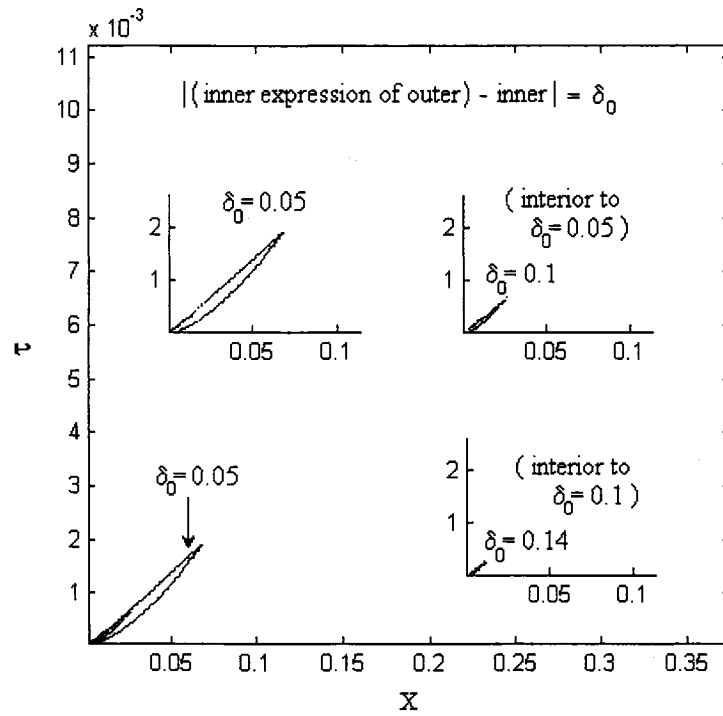 x 10⁻³
11
10
9
8
7
6
5
4
3
2
1
τ
|(inner expression of outer) - inner| = δ₀
δ₀= 0.05
2
1
0.05 0.1
( interior to
δ₀= 0.05 )
δ₀= 0.1
2
1
0.05 0.1
δ₀= 0.05
( interior to
δ₀= 0.1 )
δ₀= 0.14
2
1
0.05 0.1
0.05 0.1 0.15 0.2 0.25 0.3 0.35
X